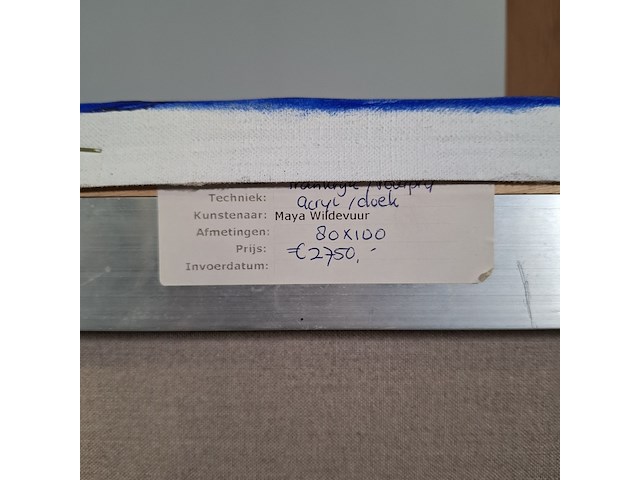 Techniek: acryl / doek
Kunstenaar: Maya Wildevuur
Afmetingen: 80x100
Prijs: € 2750,-
Invoerdatum: